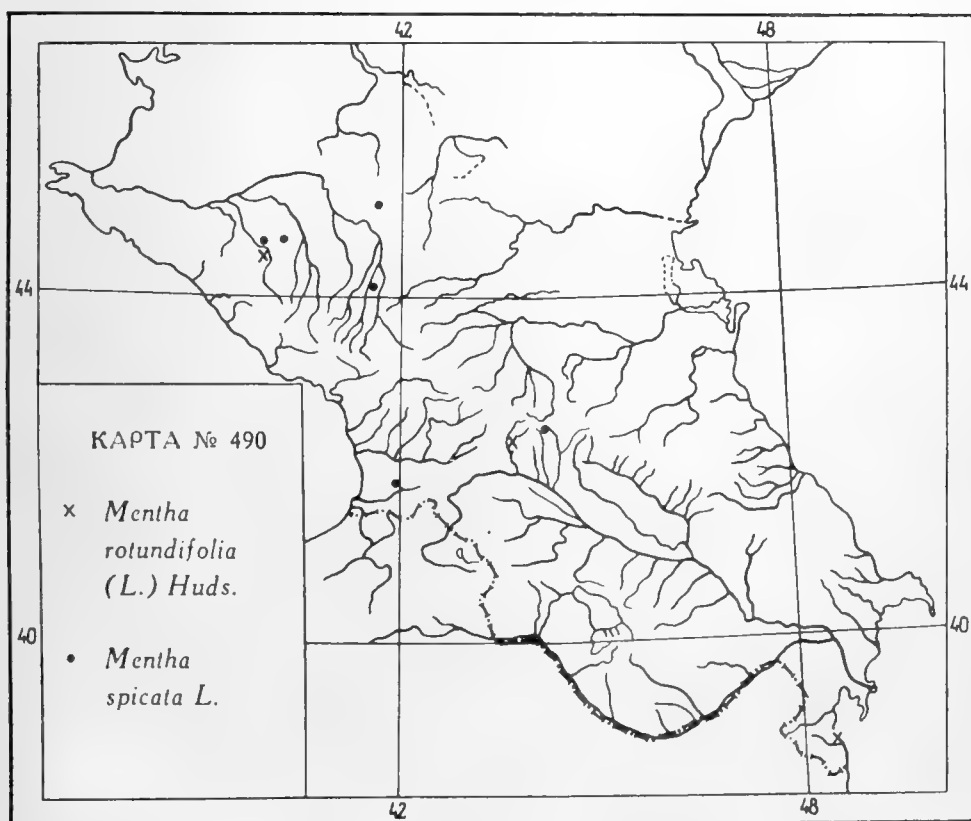 42 48
44 44
КАРТА № 490
× Mentha
rotundifolia
(L.) Huds.
40 40
• Mentha
spicata L.
42 48